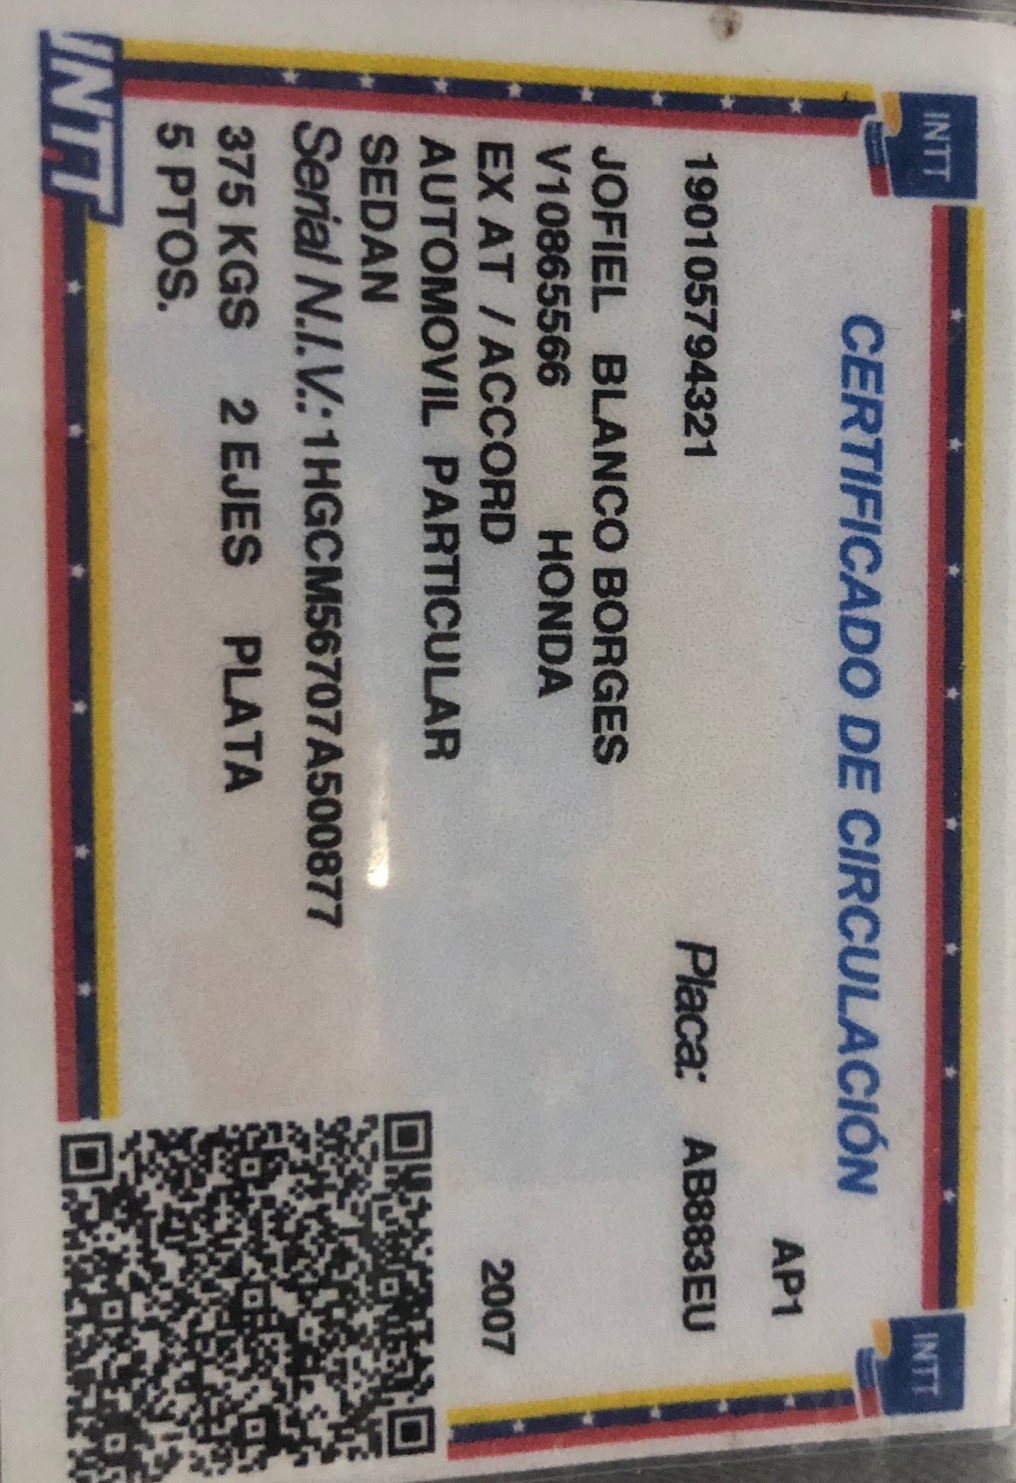 INTT
INTT
CERTIFICADO DE CIRCULACIÓN
AP1
190105794321 Placa: AB883EU
JOFIEL BLANCO BORGES
V10865566 HONDA
EX AT / ACCORD 2007
AUTOMOVIL PARTICULAR
SEDAN
Serial N.I.V.: 1HGCM56707A500877
375 KGS 2 EJES PLATA
5 PTOS.
INTT